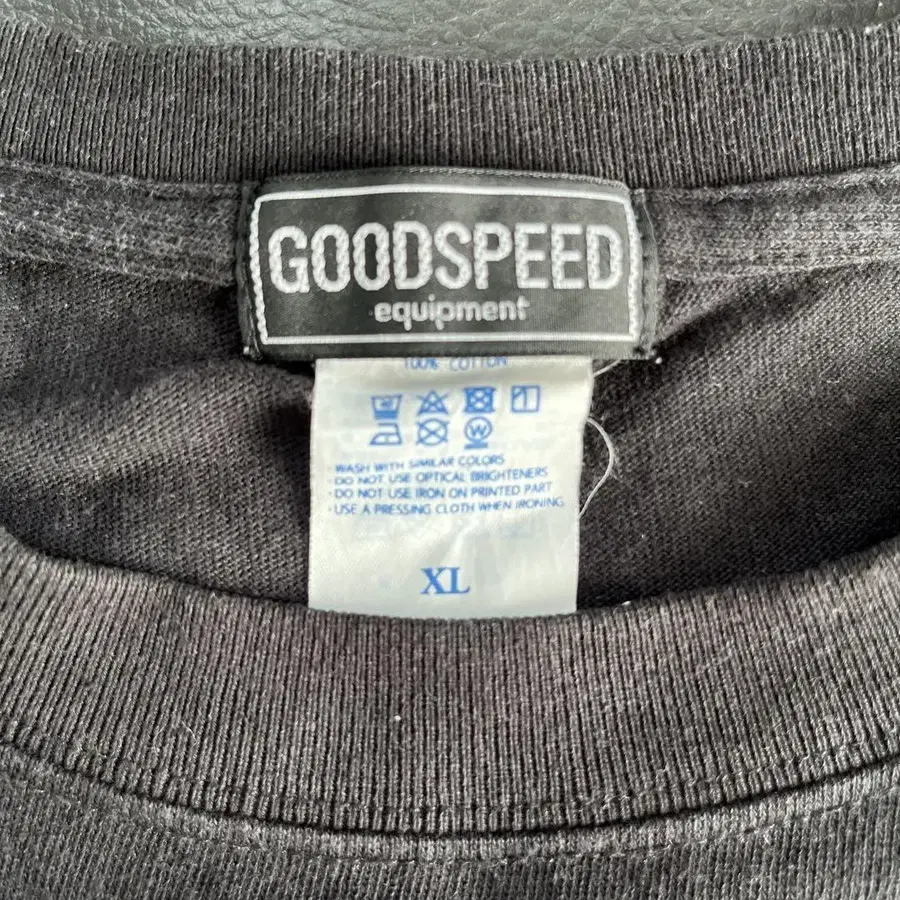 GOODSPEED
equipment
100% COTTON
W
· WASH WITH SIMILAR COLORS
· DO NOT USE OPTICAL BRIGHTENERS
· DO NOT USE IRON ON PRINTED PART
· USE A PRESSING CLOTH WHEN IRONING
XL